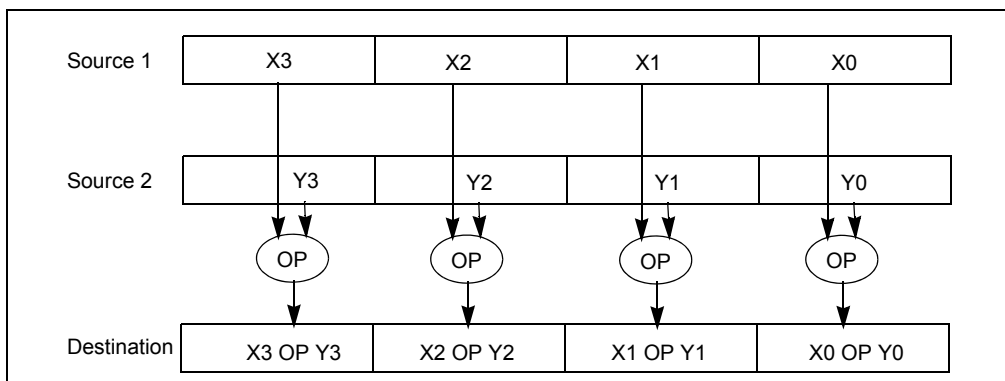 Source 1 X3 X2 X1 X0
Source 2 Y3 Y2 Y1 Y0
OP OP OP OP
Destination X3 OP Y3 X2 OP Y2 X1 OP Y1 X0 OP Y0